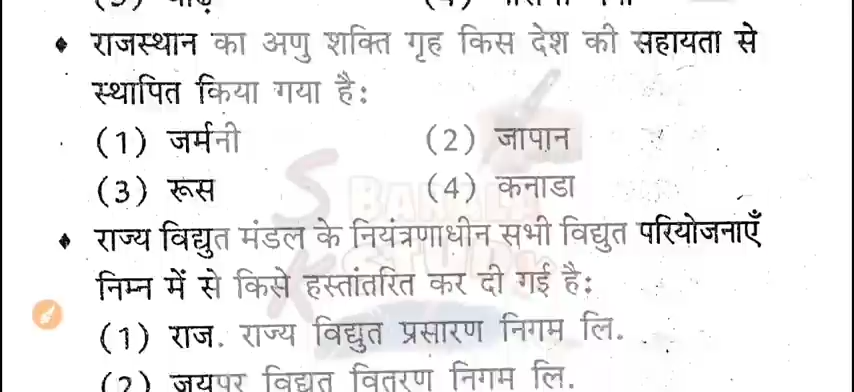 • राजस्थान का अणु शक्ति गृह किस देश की सहायता से
स्थापित किया गया है:
(1) जर्मनी (2) जापान
(3) रूस (4) कनाडा
• राज्य विद्युत मंडल के नियंत्रणाधीन सभी विद्युत परियोजनाएँ
निम्न में से किसे हस्तांतरित कर दी गई है:
(1) राज. राज्य विद्युत प्रसारण निगम लि.
(2) जयपुर विद्युत वितरण निगम लि.